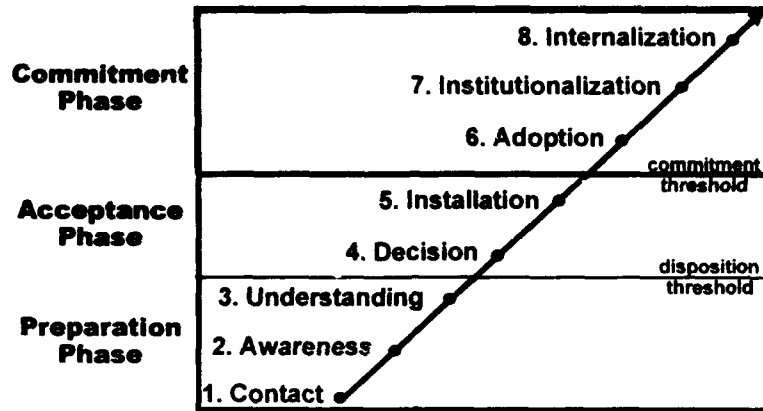 8. Internalization
Commitment
Phase
7. Institutionalization
6. Adoption
commitment
threshold
Acceptance
Phase
5. Installation
4. Decision
disposition
threshold
3. Understanding
Preparation
Phase
2. Awareness
1. Contact